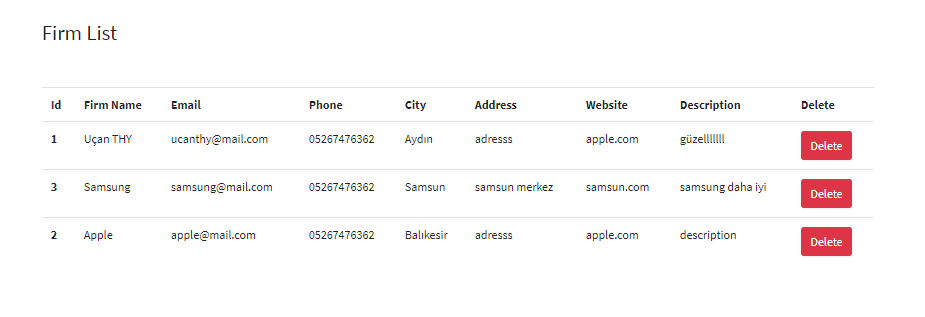 Firm List
Id Firm Name Email Phone City Address Website Description Delete
1 Uçan THY ucanthy@mail.com 05267476362 Aydın adresss apple.com güzelllllll Delete
3 Samsung samsung@mail.com 05267476362 Samsun samsun merkez samsun.com samsung daha iyi Delete
2 Apple apple@mail.com 05267476362 Balıkesir adresss apple.com description Delete